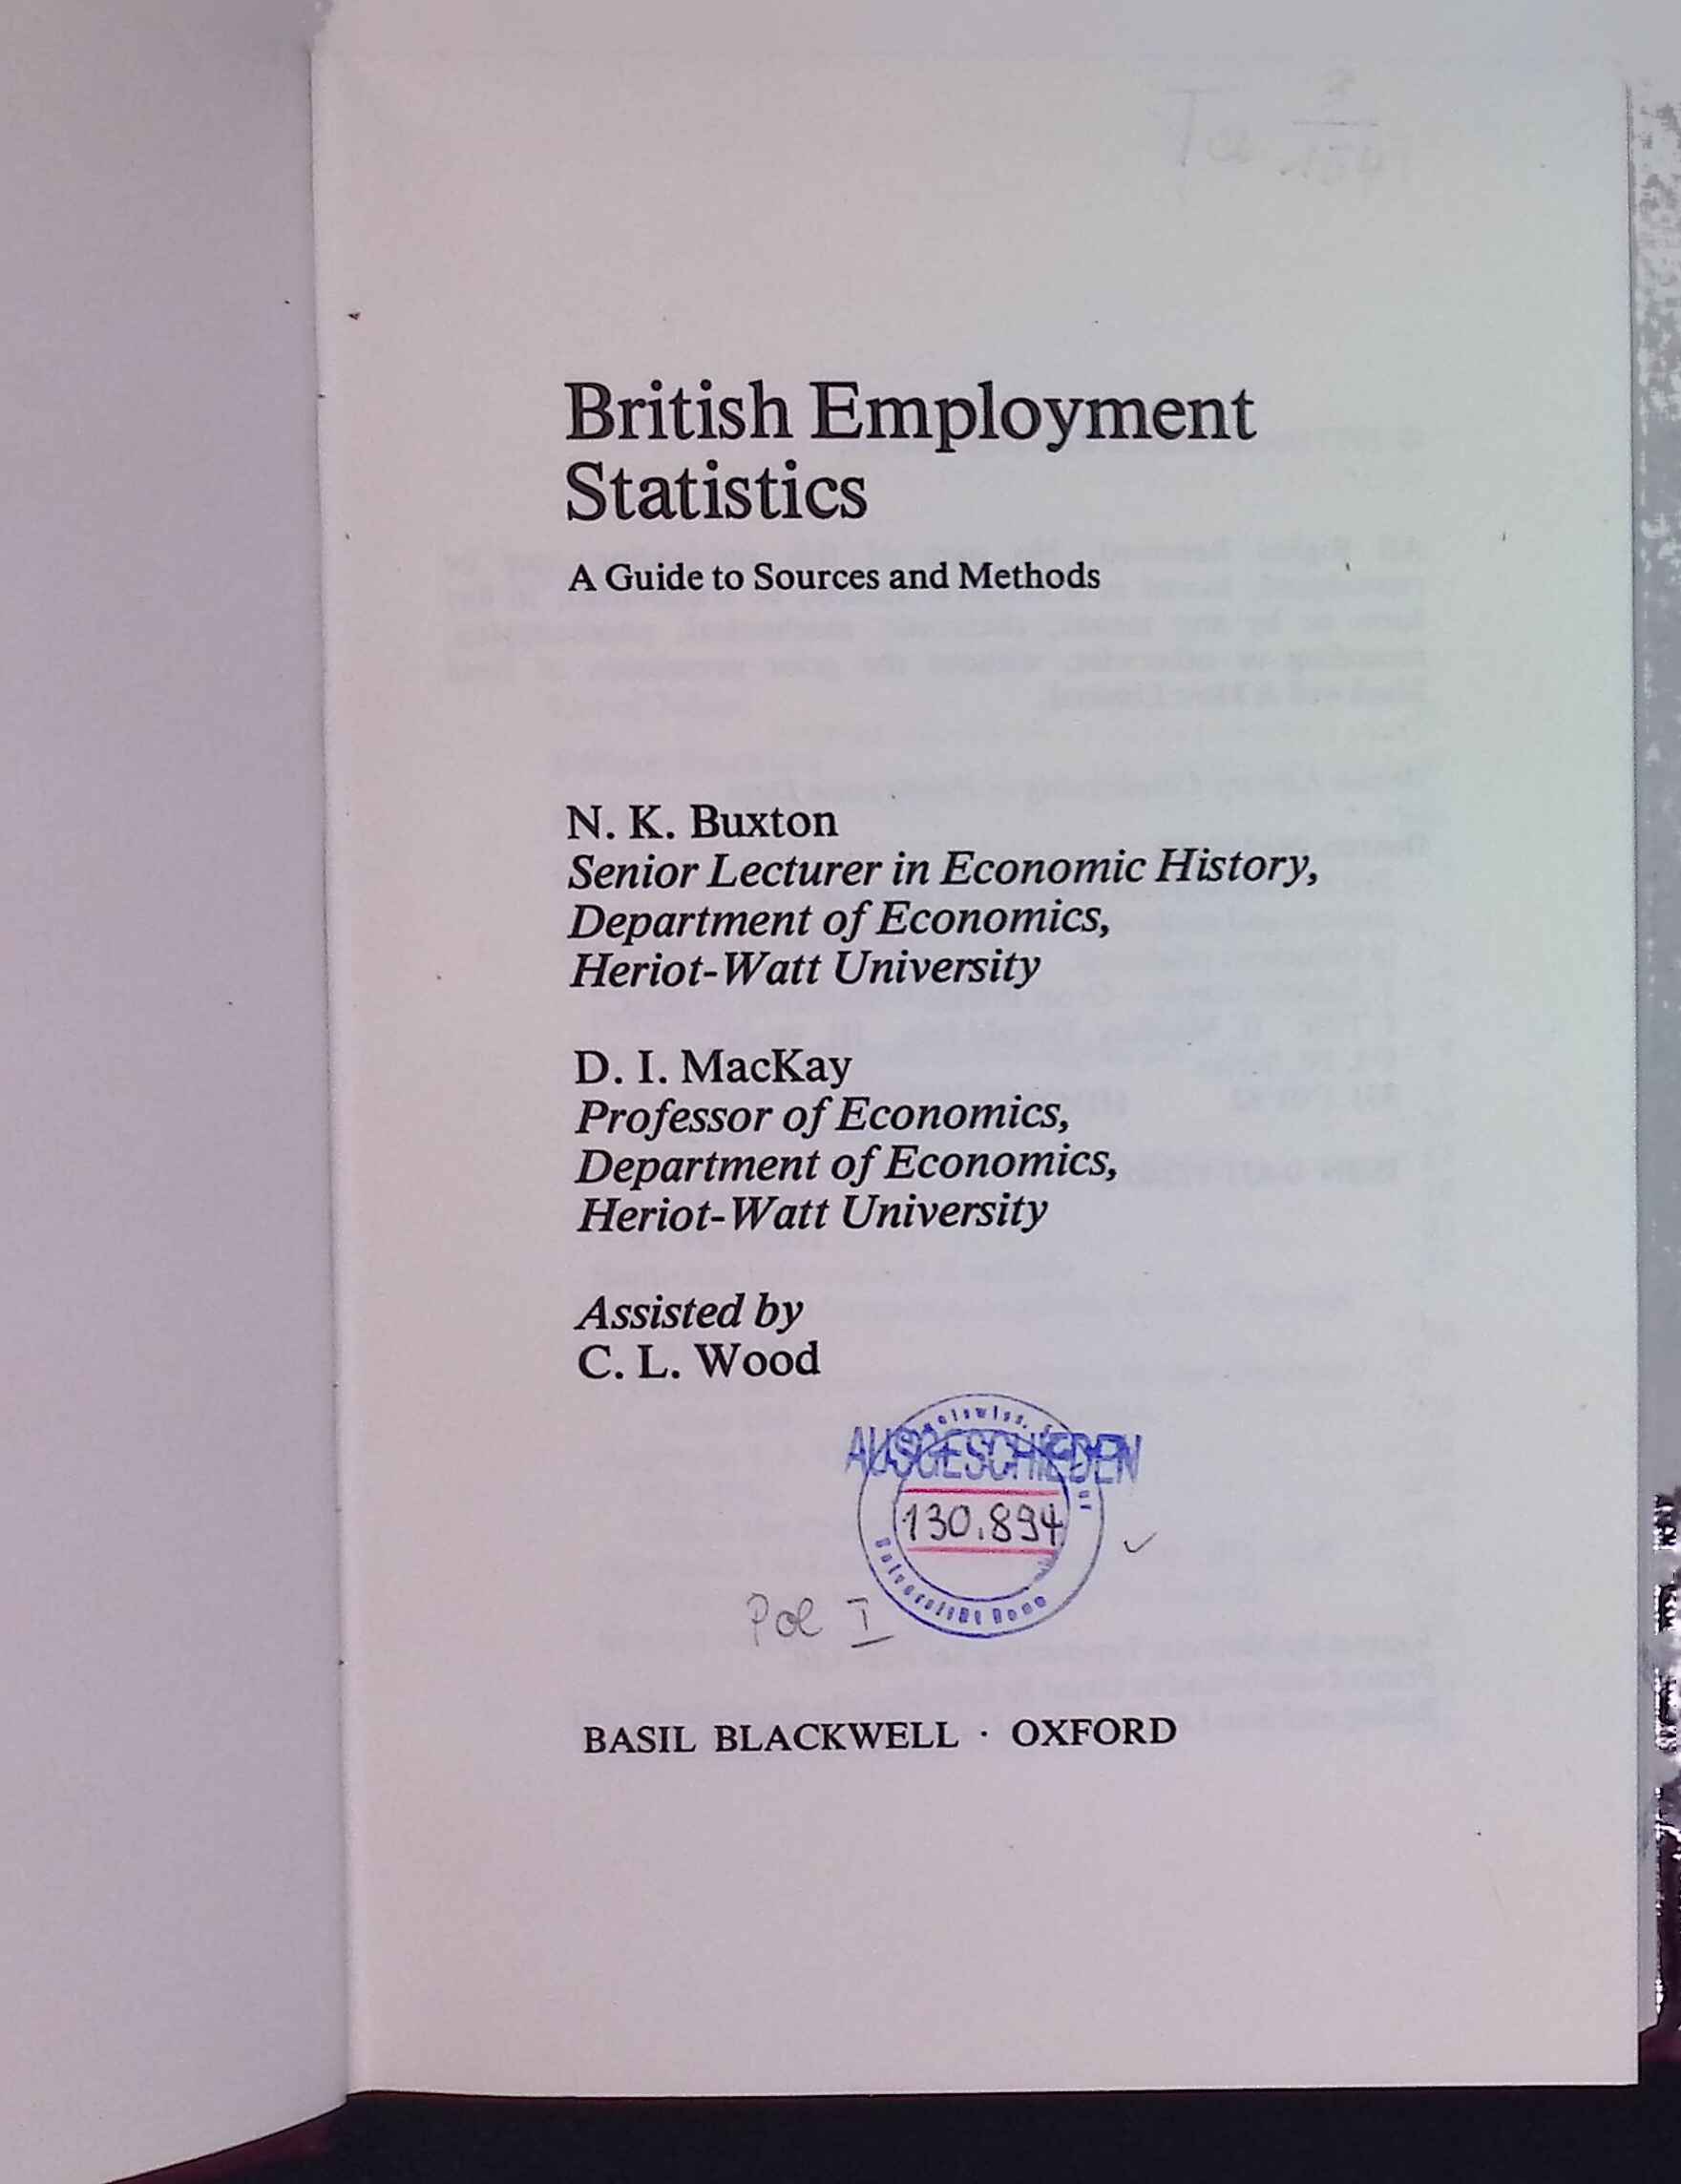 British Employment
Statistics
A Guide to Sources and Methods
N. K. Buxton
Senior Lecturer in Economic History,
Department of Economics,
Heriot-Watt University
D. I. MacKay
Professor of Economics,
Department of Economics,
Heriot-Watt University
Assisted by
C. L. Wood
AUSGESCHIEDEN
130.894
Universität Bonn
Pol I
BASIL BLACKWELL · OXFORD